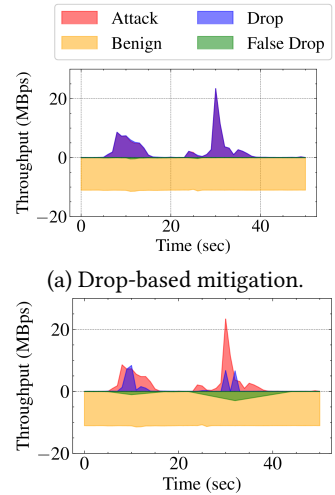 Attack
Drop
Benign
False Drop
Throughput (MBps)
20
0
−20
0
20
40
Time (sec)
(a) Drop-based mitigation.
Throughput (MBps)
20
0
−20
0
20
40
Time (sec)